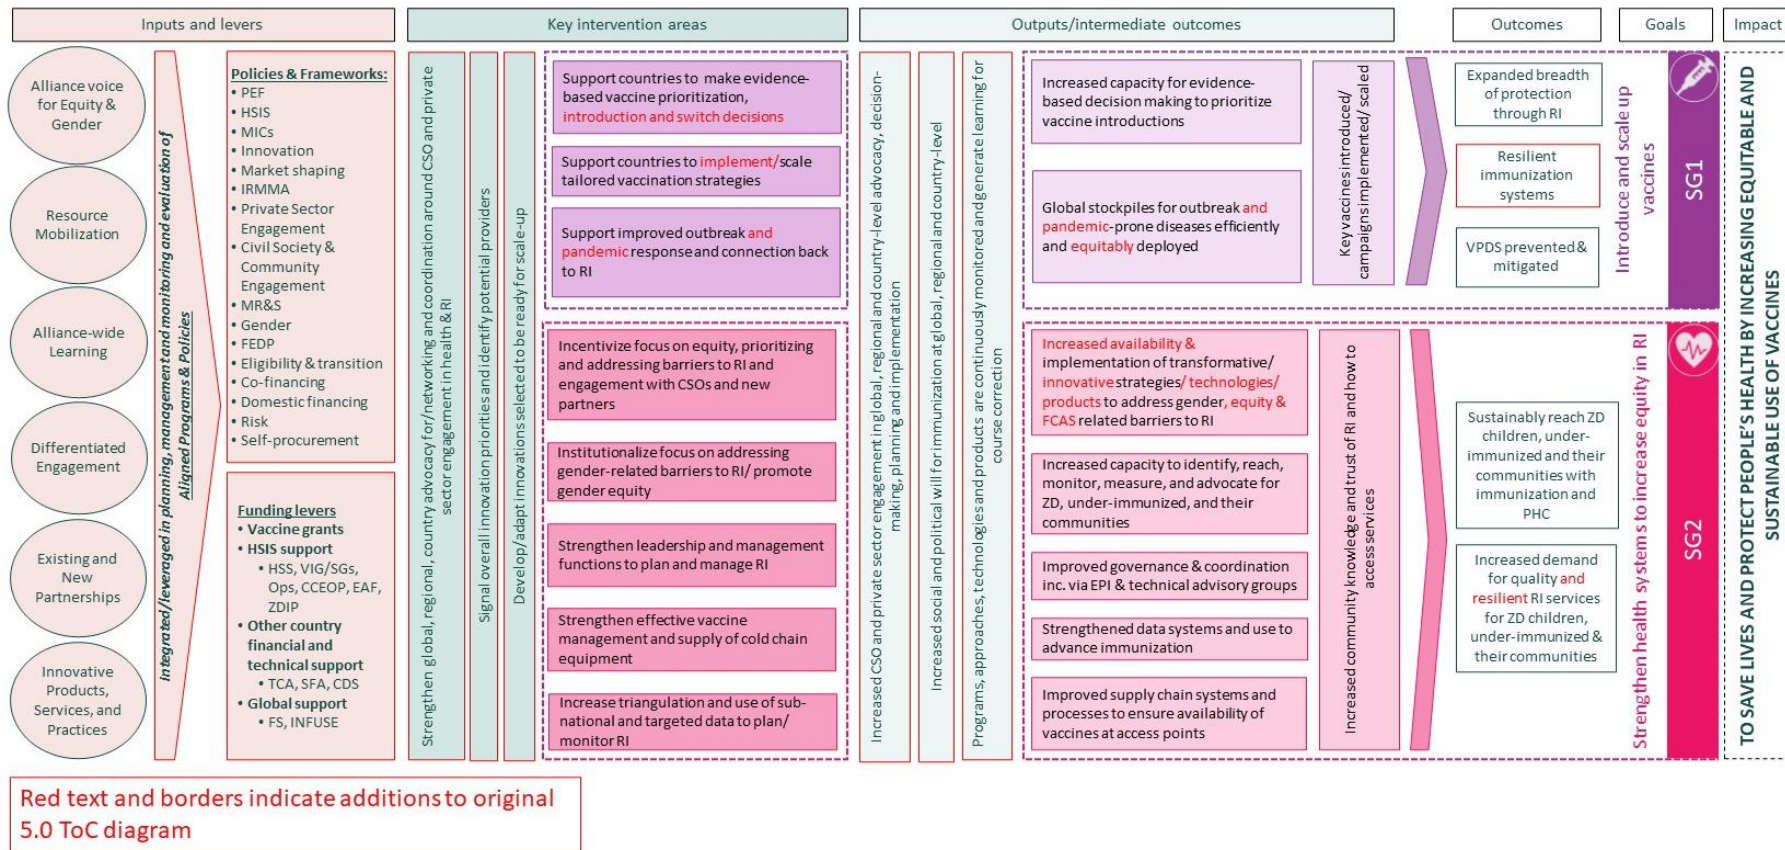 Inputs and levers
Key intervention areas
Outputs/intermediate outcomes
Outcomes
Goals
Impact
Alliance voice
for Equity &
Gender
Resource
Mobilization
Alliance-wide
Learning
Differentiated
Engagement
Existing and
New
Partnerships
Innovative
Products,
Services, and
Practices
Integrated/leveraged in planning, management and monitoring and evaluation of
Aligned Programs & Policies
Policies & Frameworks:
• PEF
• HSIS
• MICs
• Innovation
• Market shaping
• IRMMA
• Private Sector
Engagement
• Civil Society &
Community
Engagement
• MR&S
• Gender
• FEDP
• Eligibility & transition
• Co-financing
• Domestic financing
• Risk
• Self-procurement
Funding levers
• Vaccine grants
• HSIS support
• HSS, VIG/SGs,
Ops, CCEOP, EAF,
ZDIP
• Other country
financial and
technical support
• TCA, SFA, CDS
• Global support
• FS, INFUSE
Strengthen global, regional, country advocacy for/networking and coordination around CSO and private
sector engagement in health & RI
Signal overall innovation priorities and identify potential providers
Develop/adapt innovations selected to be ready for scale-up
Support countries to make evidence-
based vaccine prioritization,
introduction and switch decisions
Support countries to implement/scale
tailored vaccination strategies
Support improved outbreak and
pandemic response and connection back
to RI
Incentivize focus on equity, prioritizing
and addressing barriers to RI and
engagement with CSOs and new
partners
Institutionalize focus on addressing
gender-related barriers to RI/ promote
gender equity
Strengthen leadership and management
functions to plan and manage RI
Strengthen effective vaccine
management and supply of cold chain
equipment
Increase triangulation and use of sub-
national and targeted data to plan/
monitor RI
Increased CSO and private sector engagement in global, regional and country-level advocacy, decision-
making, planning and implementation
Increased social and political will for immunization at global, regional and country-level
Programs, approaches, technologies and products are continuously monitored and generate learning for
course correction
Increased capacity for evidence-
based decision making to prioritize
vaccine introductions
Global stockpiles for outbreak and
pandemic-prone diseases efficiently
and equitably deployed
Key vaccines introduced/
campaigns implemented/ scaled
Increased availability &
implementation of transformative/
innovative strategies/ technologies/
products to address gender, equity &
FCAS related barriers to RI
Increased capacity to identify, reach,
monitor, measure, and advocate for
ZD, under-immunized, and their
communities
Improved governance & coordination
inc. via EPI & technical advisory groups
Strengthened data systems and use to
advance immunization
Improved supply chain systems and
processes to ensure availability of
vaccines at access points
Increased community knowledge and trust of RI and how to
access services
Expanded breadth
of protection
through RI
Resilient
immunization
systems
VPDS prevented &
mitigated
Sustainably reach ZD
children, under-
immunized and their
communities with
immunization and
PHC
Increased demand
for quality and
resilient RI services
for ZD children,
under-immunized &
their communities
Introduce and scale up
vaccines
SG1
Strengthen health systems to increase equity in RI
SG2
TO SAVE LIVES AND PROTECT PEOPLE'S HEALTH BY INCREASING EQUITABLE AND
SUSTAINABLE USE OF VACCINES
Red text and borders indicate additions to original
5.0 ToC diagram